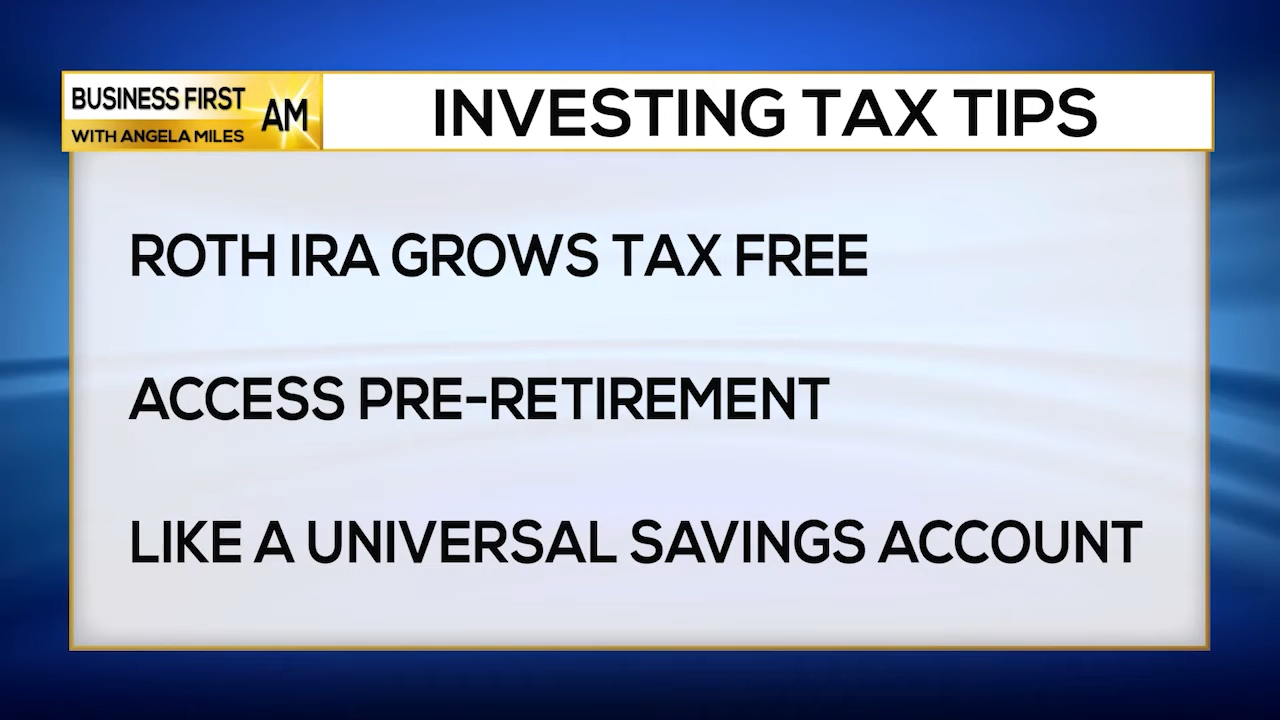 BUSINESS FIRST
AM
WITH ANGELA MILES
INVESTING TAX TIPS
ROTH IRA GROWS TAX FREE
ACCESS PRE-RETIREMENT
LIKE A UNIVERSAL SAVINGS ACCOUNT